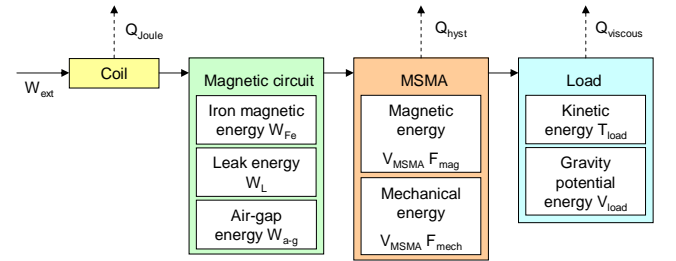 Q_Joule
Q_hyst
Q_viscous
W_ext
Coil
Magnetic circuit
Iron magnetic
energy W_Fe
Leak energy
W_L
Air-gap
energy W_a-g
MSMA
Magnetic
energy
V_MSMA F_mag
Mechanical
energy
V_MSMA F_mech
Load
Kinetic
energy T_load
Gravity
potential
energy V_load